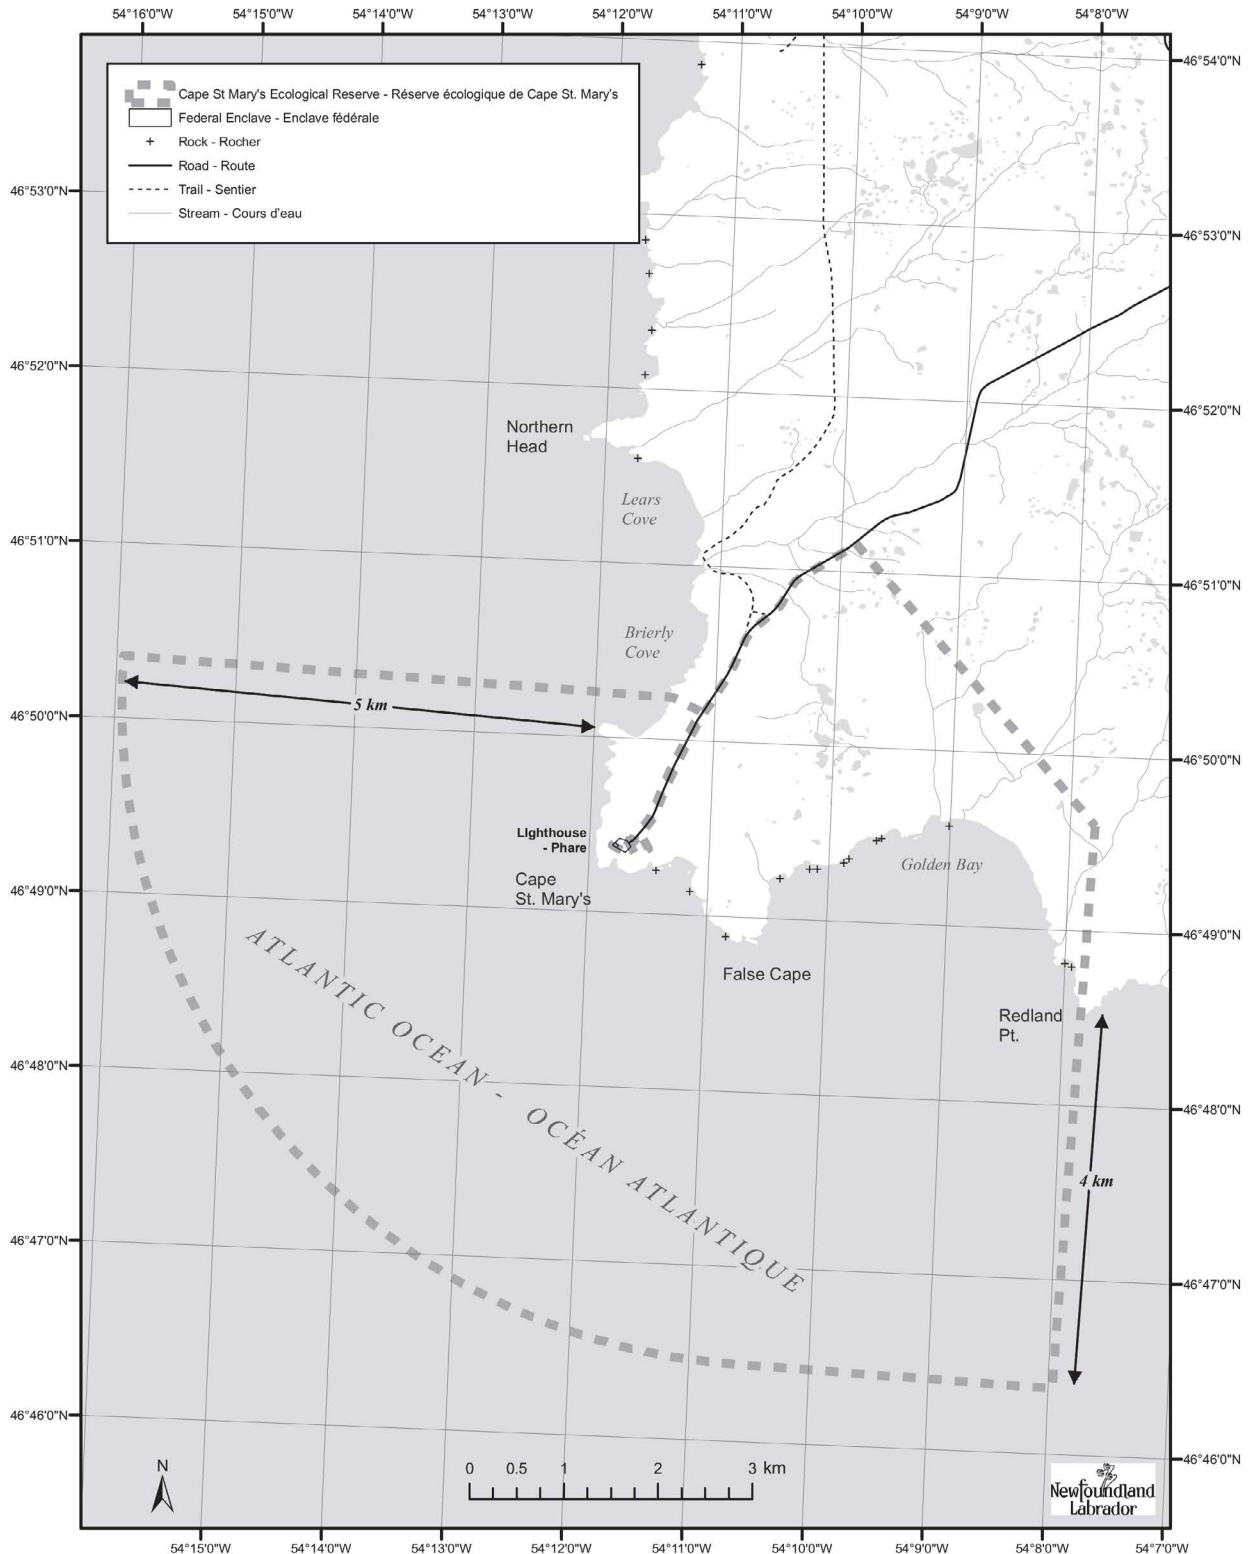 54°16'0"W 54°15'0"W 54°14'0"W 54°13'0"W 54°12'0"W 54°11'0"W 54°10'0"W 54°9'0"W 54°8'0"W
46°54'0"N
Cape St Mary's Ecological Reserve - Réserve écologique de Cape St. Mary's
Federal Enclave - Enclave fédérale
Rock - Rocher
Road - Route
Trail - Sentier
Stream - Cours d'eau
46°53'0"N
46°53'0"N
46°52'0"N
46°52'0"N
Northern
Head
Lears
Cove
46°51'0"N
46°51'0"N
Brierly
Cove
5 km
46°50'0"N
46°50'0"N
Lighthouse
- Phare
Golden Bay
Cape
St. Mary's
46°49'0"N
46°49'0"N
False Cape
Redland
Pt.
ATLANTIC OCEAN - OCÉAN ATLANTIQUE
46°48'0"N
46°48'0"N
4 km
46°47'0"N
46°47'0"N
46°46'0"N
46°46'0"N
N
0 0.5 1 2 3 km
Newfoundland
Labrador
54°15'0"W 54°14'0"W 54°13'0"W 54°12'0"W 54°11'0"W 54°10'0"W 54°9'0"W 54°8'0"W 54°7'0"W